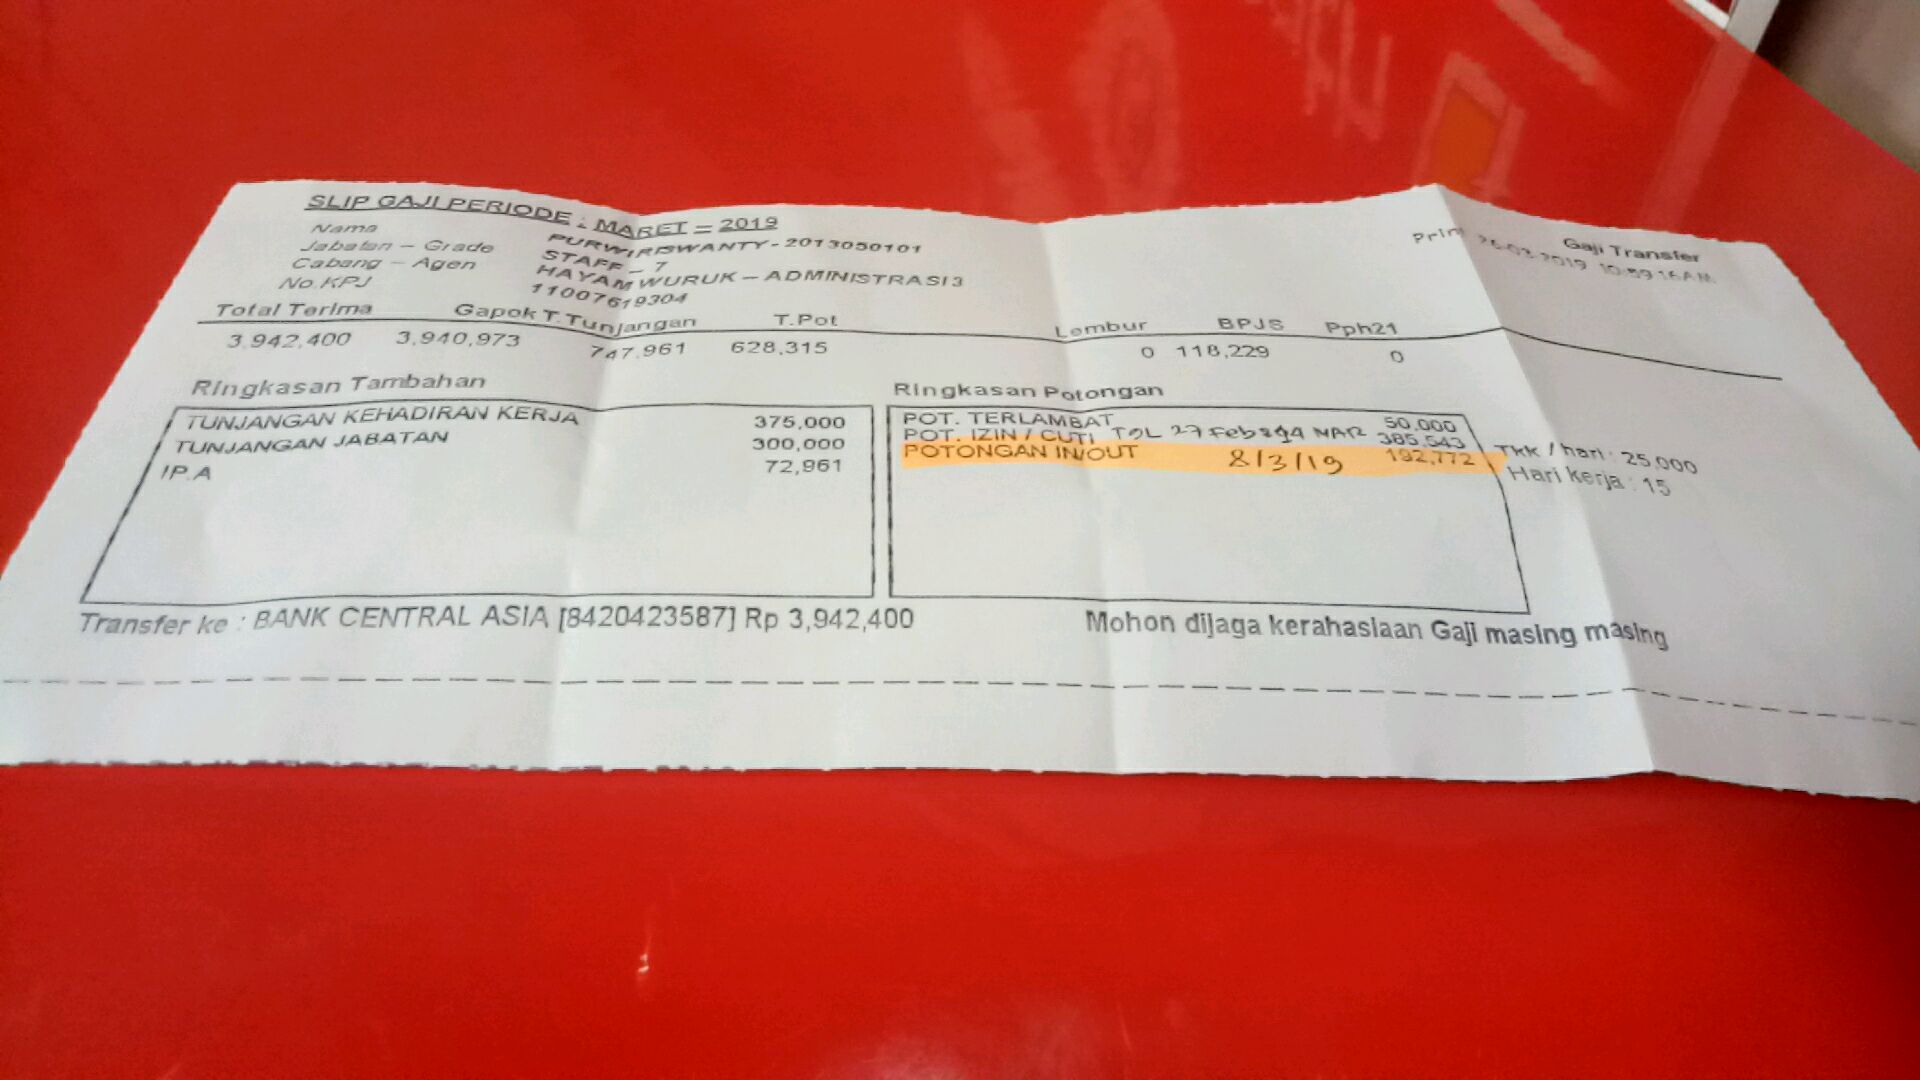 SLIP GAJI PERIODE : MARET = 2019
Gaji Transfer
Nama PURWIRISWANTY - 2013050101
Print 10:59:16AM
Jabatan - Grade STAFF - 7
Cabang - Agen HAYAM WURUK - ADMINISTRASI 3
No.KPJ 11007619304
Total Terima Gapok T.Tunjangan T.Pot Lembur BPJS Pph21
3,942,400 3,940,973 747,961 628,315 0 118,229 0
Ringkasan Tambahan
TUNJANGAN KEHADIRAN KERJA 375,000
TUNJANGAN JABATAN 300,000
IP.A 72,961
Ringkasan Potongan
POT. TERLAMBAT 50,000
POT. IZIN / CUTI TGL 27 Feb & 4 MAR 385,543
POTONGAN IN/OUT 8/3/19 192,772
Tkk / hari : 25,000
Hari kerja : 15
Transfer ke : BANK CENTRAL ASIA [8420423587] Rp 3,942,400
Mohon dijaga kerahasiaan Gaji masing masing